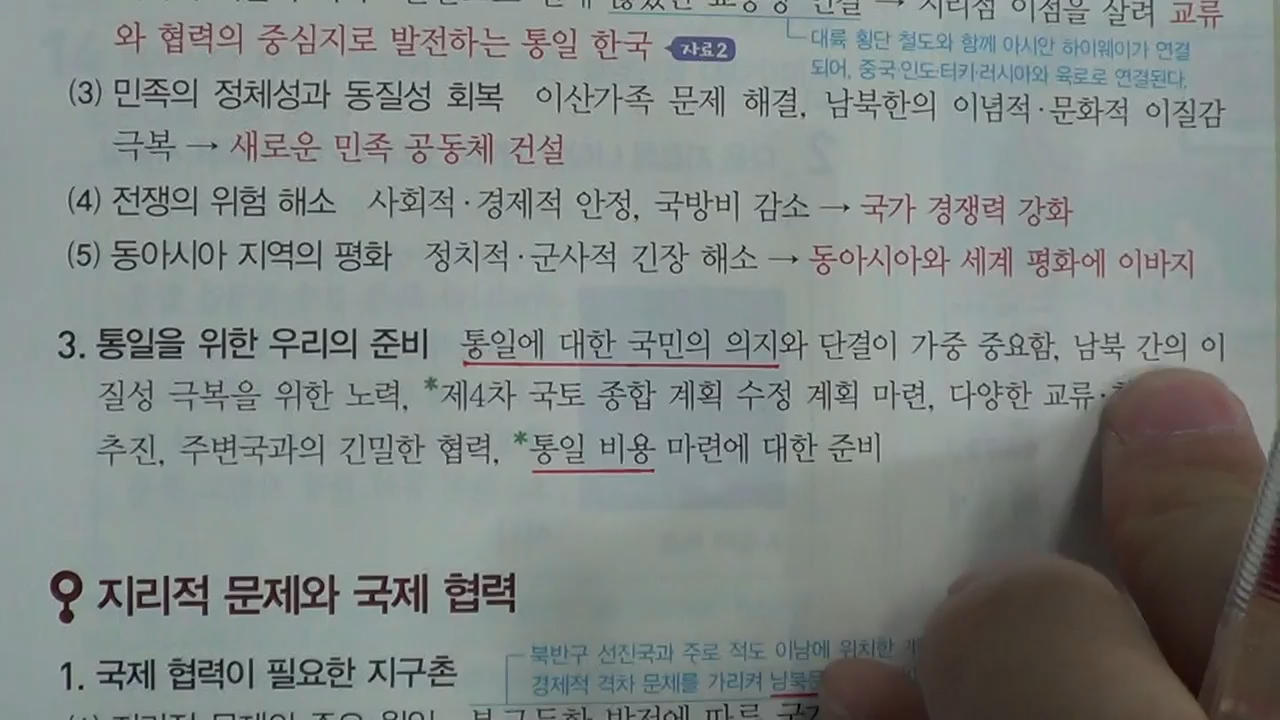 지리적 이점을 살려 교류
와 협력의 중심지로 발전하는 통일 한국 자료2
대륙 횡단 철도와 함께 아시안 하이웨이가 연결
되어, 중국·인도·터키·러시아와 육로로 연결된다.
(3) 민족의 정체성과 동질성 회복 이산가족 문제 해결, 남북한의 이념적·문화적 이질감
극복 → 새로운 민족 공동체 건설
(4) 전쟁의 위험 해소 사회적·경제적 안정, 국방비 감소 → 국가 경쟁력 강화
(5) 동아시아 지역의 평화 정치적·군사적 긴장 해소 → 동아시아와 세계 평화에 이바지
3. 통일을 위한 우리의 준비 통일에 대한 국민의 의지와 단결이 가중 중요함, 남북 간의 이
질성 극복을 위한 노력, *제4차 국토 종합 계획 수정 계획 마련, 다양한 교류·
추진, 주변국과의 긴밀한 협력, *통일 비용 마련에 대한 준비
지리적 문제와 국제 협력
북반구 선진국과 주로 적도 이남에 위치한
경제적 격차 문제를 가리켜 남북문
1. 국제 협력이 필요한 지구촌